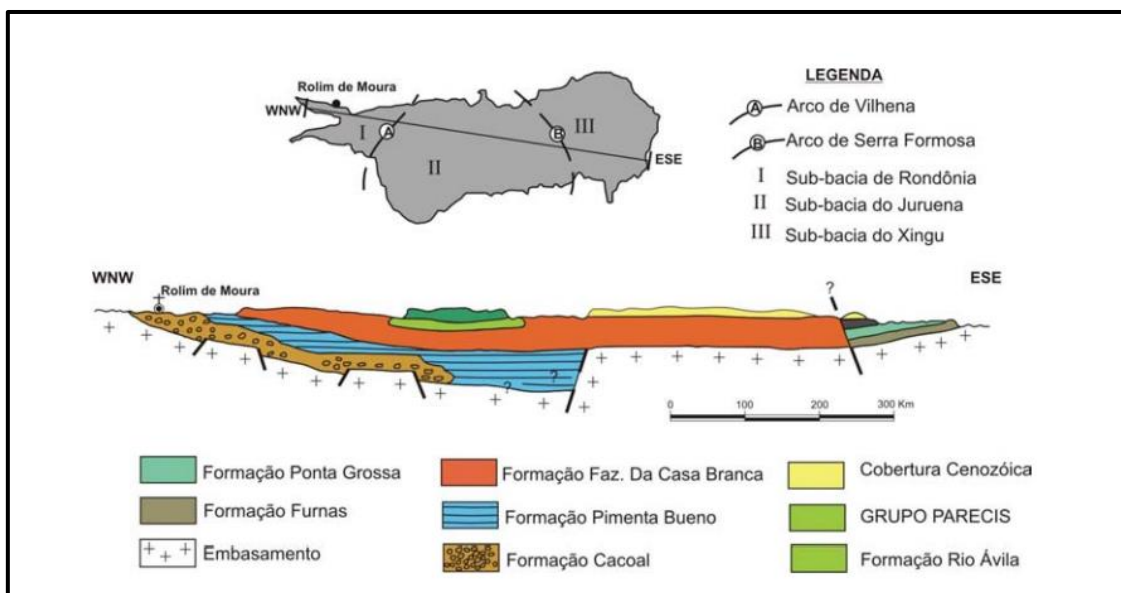 Rolim de Moura
WNW
I
A
II
B
III
ESE
LEGENDA
A Arco de Vilhena
B Arco de Serra Formosa
I Sub-bacia de Rondônia
II Sub-bacia do Juruena
III Sub-bacia do Xingu
WNW
ESE
Rolim de Moura
?
? ?
0 100 200 300 Km
Formação Ponta Grossa
Formação Furnas
Embasamento
Formação Faz. Da Casa Branca
Formação Pimenta Bueno
Formação Cacoal
Cobertura Cenozóica
GRUPO PARECIS
Formação Rio Ávila